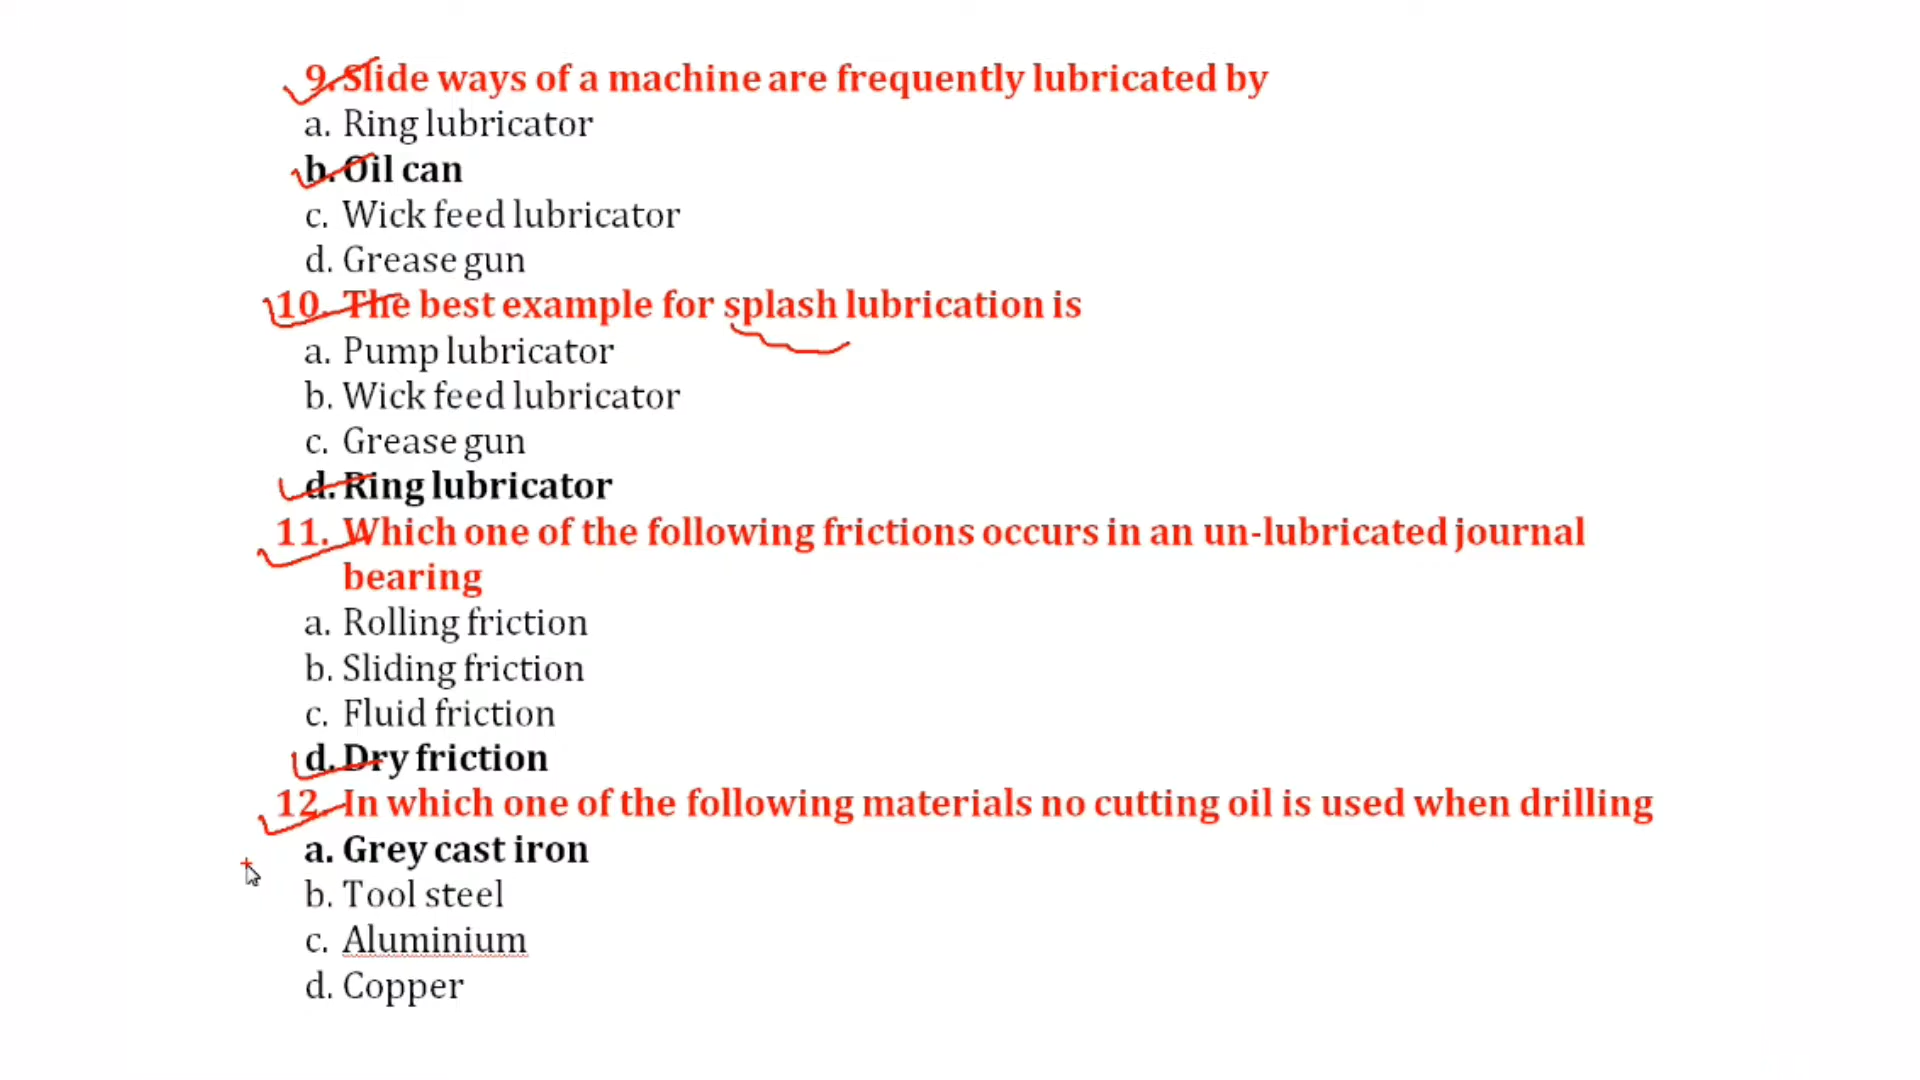 9. Slide ways of a machine are frequently lubricated by
a. Ring lubricator
b. Oil can
c. Wick feed lubricator
d. Grease gun
10. The best example for splash lubrication is
a. Pump lubricator
b. Wick feed lubricator
c. Grease gun
d. Ring lubricator
11. Which one of the following frictions occurs in an un-lubricated journal
bearing
a. Rolling friction
b. Sliding friction
c. Fluid friction
d. Dry friction
12. In which one of the following materials no cutting oil is used when drilling
a. Grey cast iron
b. Tool steel
c. Aluminium
d. Copper